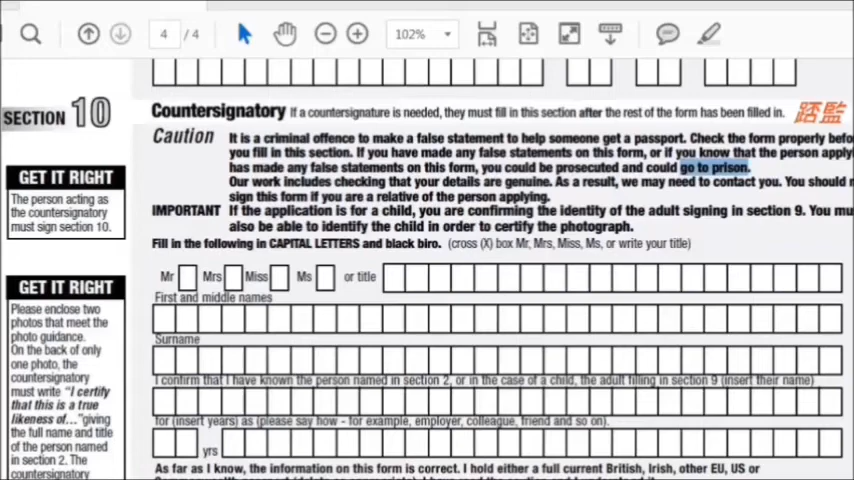 4 / 4
102%
SECTION 10
Countersignatory If a countersignature is needed, they must fill in this section after the rest of the form has been filled in.
踏監
Caution It is a criminal offence to make a false statement to help someone get a passport. Check the form properly befo
you fill in this section. If you have made any false statements on this form, or if you know that the person apply
has made any false statements on this form, you could be prosecuted and could go to prison.
Our work includes checking that your details are genuine. As a result, we may need to contact you. You should n
sign this form if you are a relative of the person applying.
IMPORTANT If the application is for a child, you are confirming the identity of the adult signing in section 9. You mu
also be able to identify the child in order to certify the photograph.
Fill in the following in CAPITAL LETTERS and black biro. (cross (X) box Mr, Mrs, Miss, Ms, or write your title)
Mr Mrs Miss Ms or title
First and middle names
Surname
I confirm that I have known the person named in section 2, or in the case of a child, the adult filling in section 9 (insert their name)
for (insert years) as (please say how - for example, employer, colleague, friend and so on).
yrs
As far as I know, the information on this form is correct. I hold either a full current British, Irish, other EU, US or
GET IT RIGHT
The person acting as
the countersignatory
must sign section 10.
GET IT RIGHT
Please enclose two
photos that meet the
photo guidance.
On the back of only
one photo, the
countersignatory
must write "I certify
that this is a true
likeness of..." giving
the full name and title
of the person named
in section 2. The
countersignatory